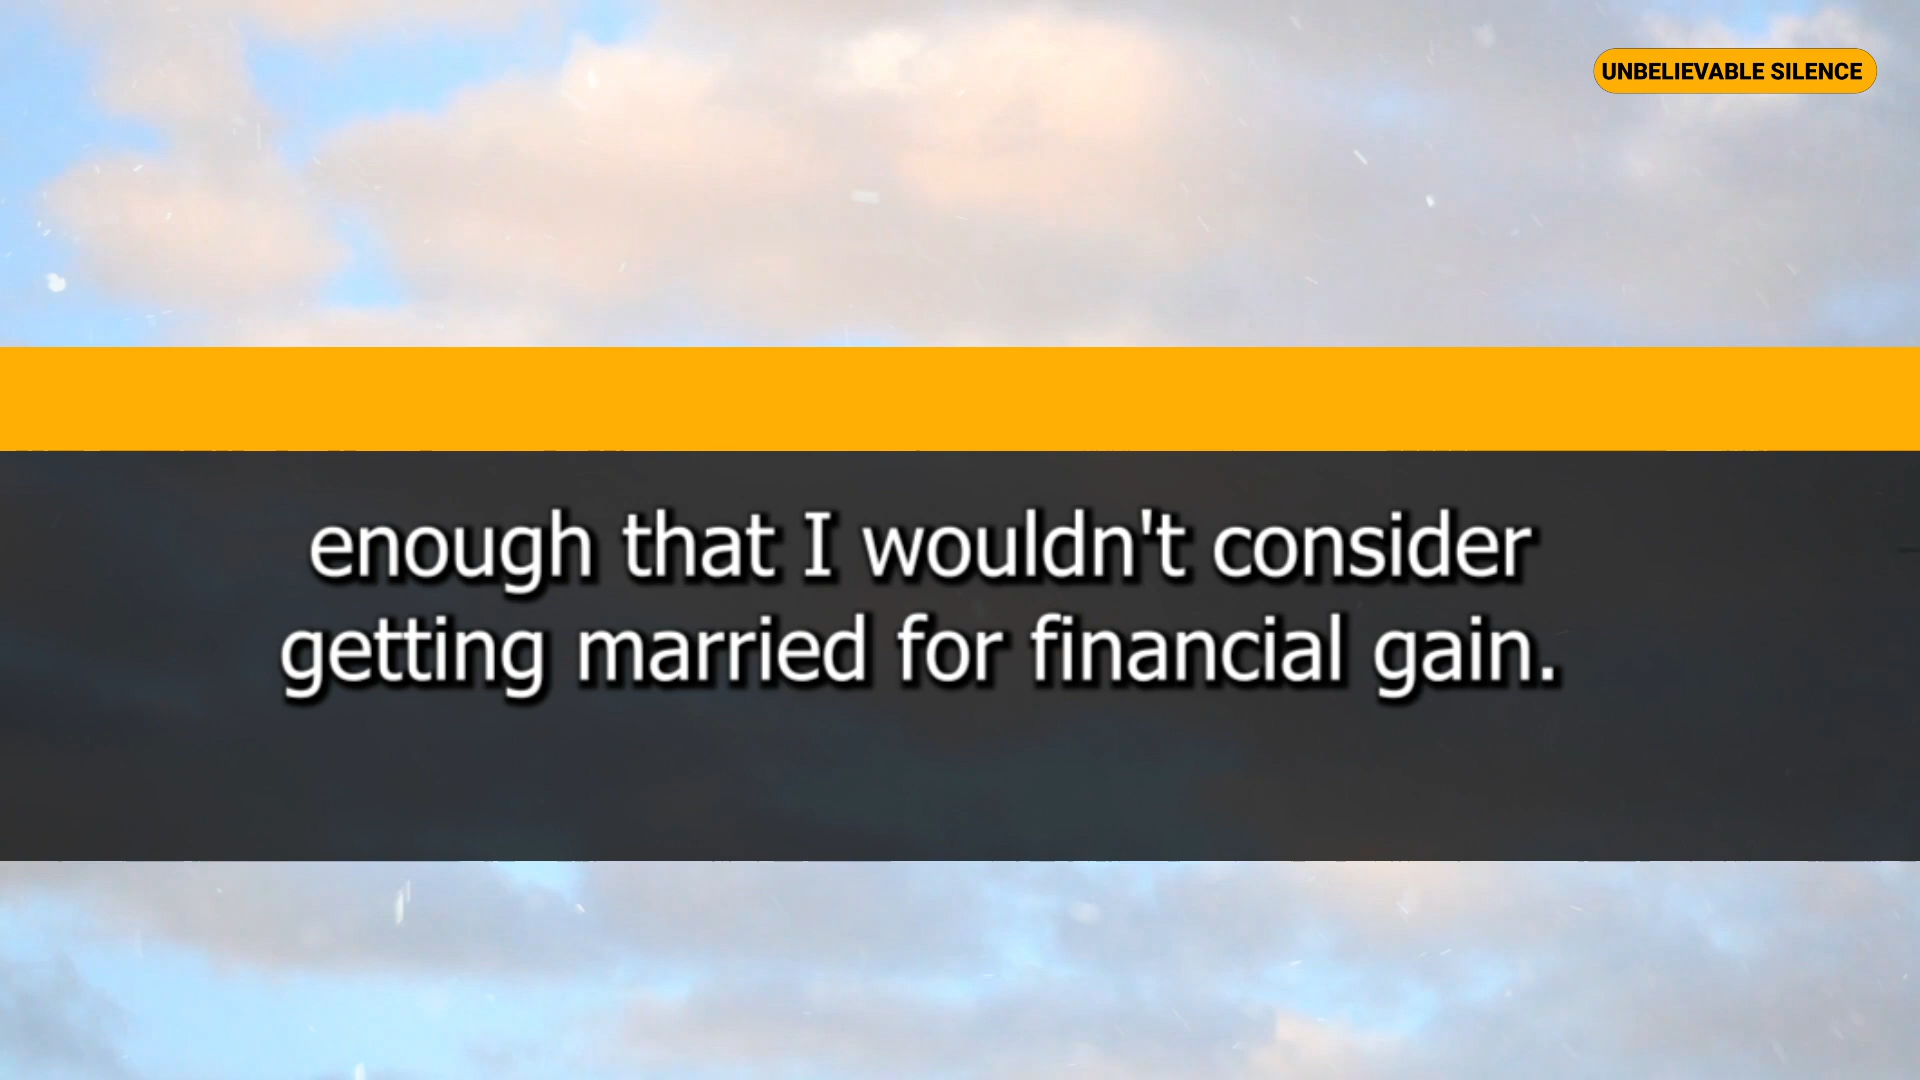 UNBELIEVABLE SILENCE
enough that I wouldn't consider
getting married for financial gain.